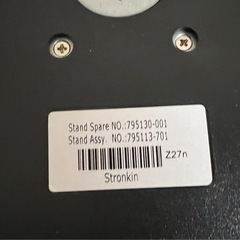 Stand Spare NO.:795130-001
Stand Assy. NO.:795113-701
Z27n
Stronkin